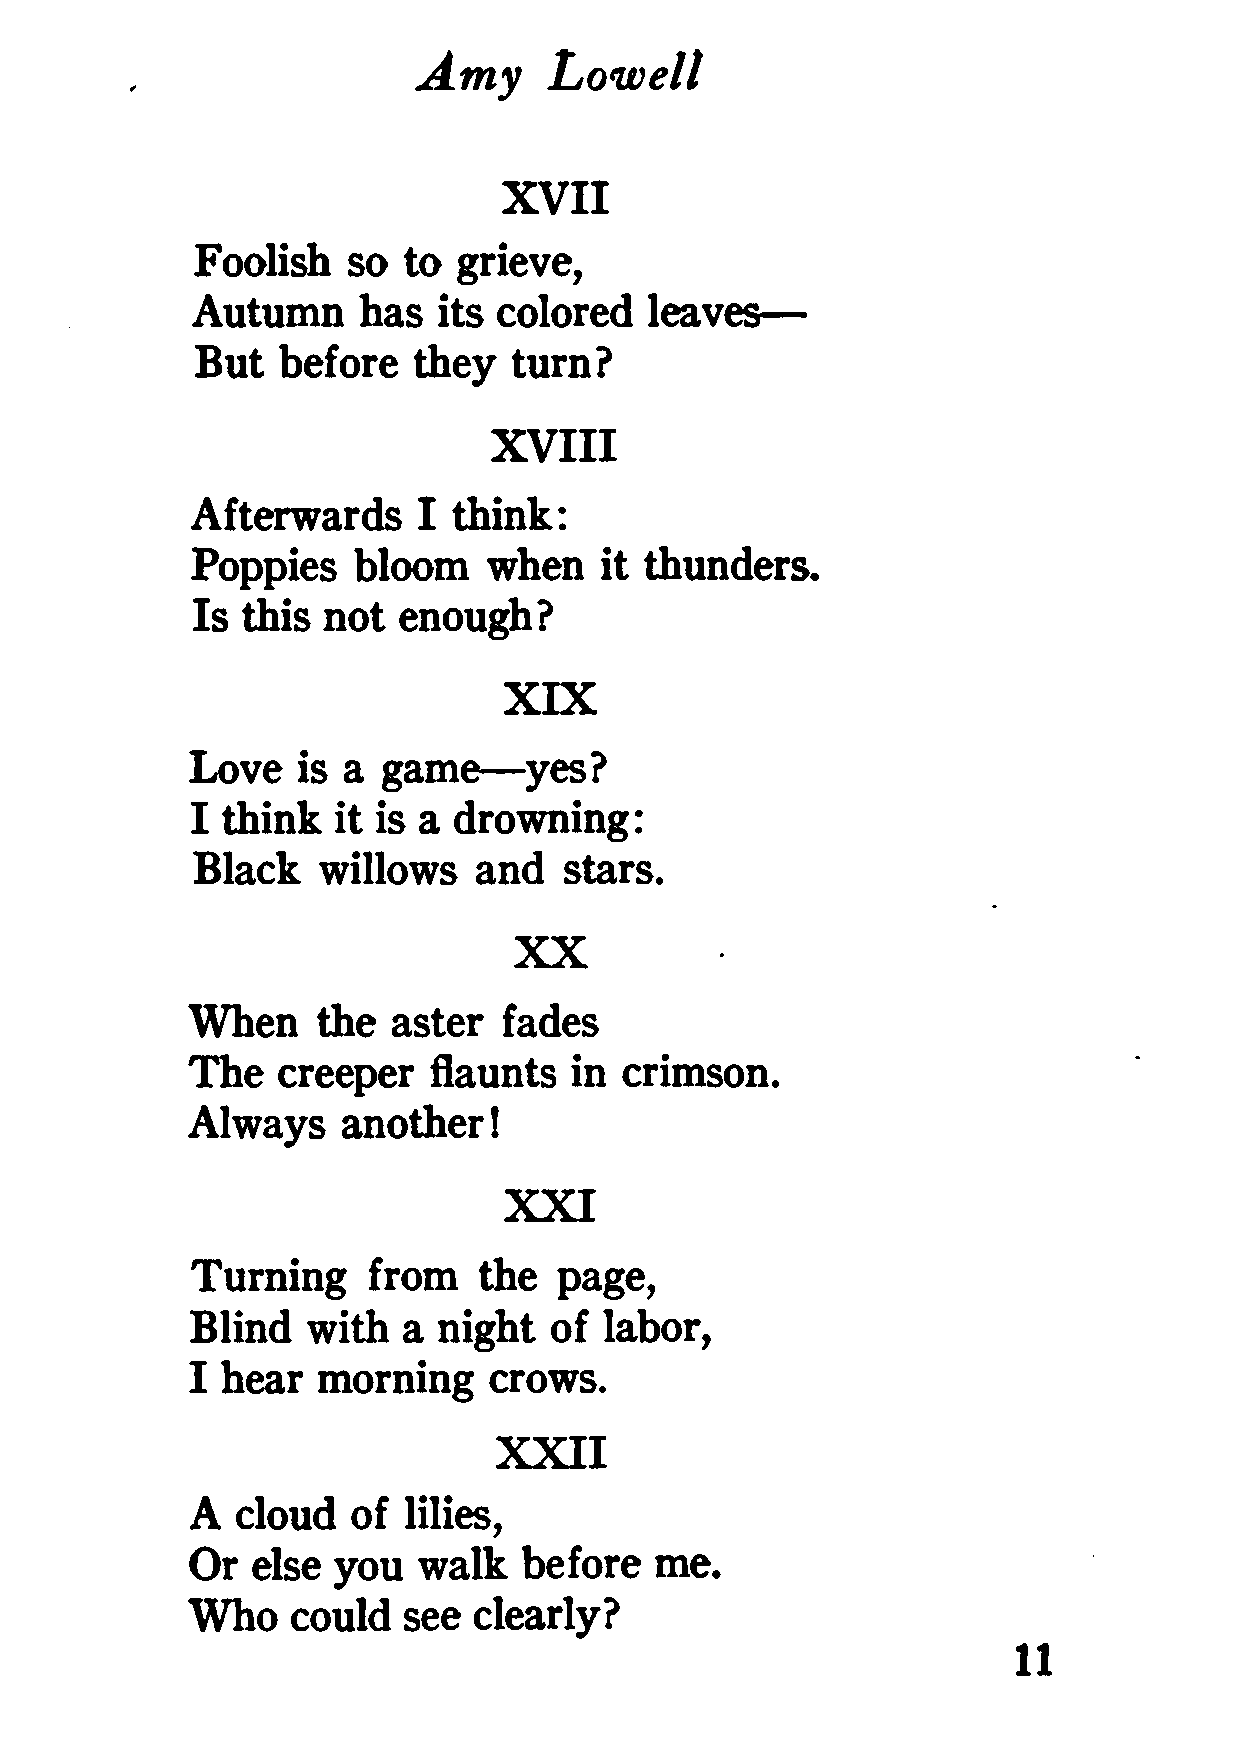 Amy Lowell
XVII
Foolish so to grieve,
Autumn has its colored leaves—
But before they turn?
XVIII
Afterwards I think:
Poppies bloom when it thunders.
Is this not enough?
XIX
Love is a game—yes?
I think it is a drowning:
Black willows and stars.
XX
When the aster fades
The creeper flaunts in crimson.
Always another!
XXI
Turning from the page,
Blind with a night of labor,
I hear morning crows.
XXII
A cloud of lilies,
Or else you walk before me.
Who could see clearly?
11